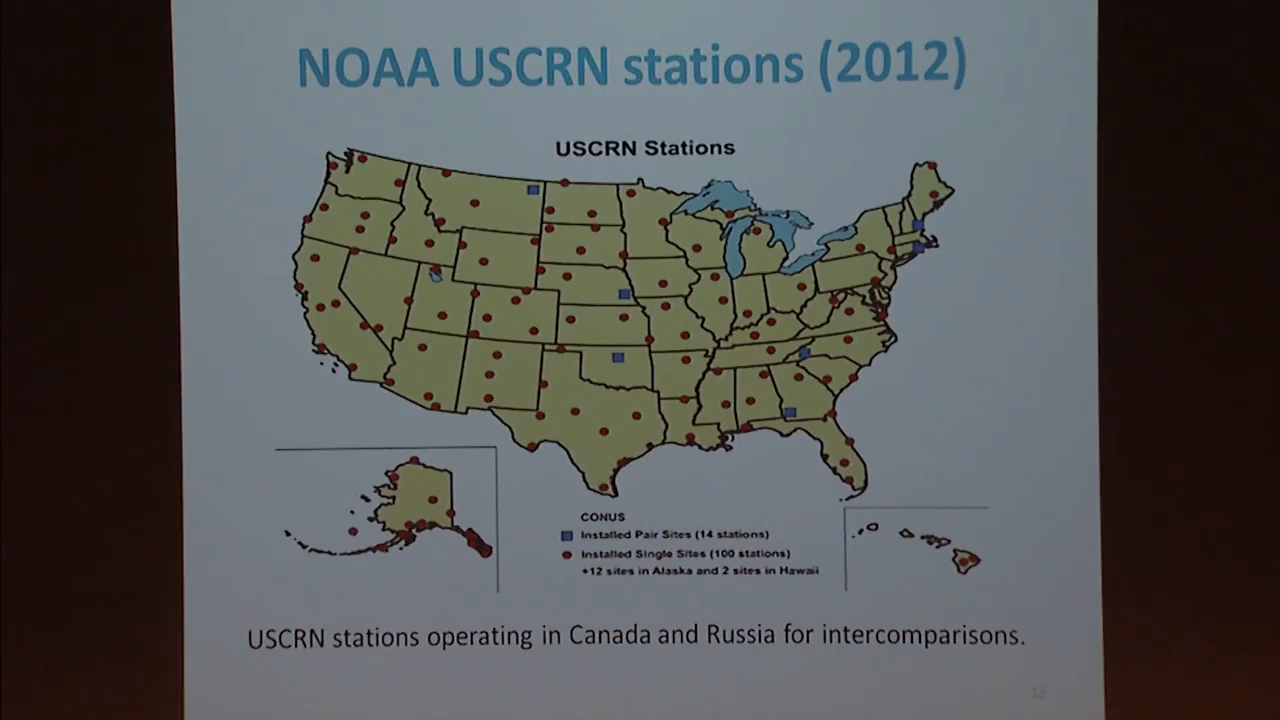 NOAA USCRN stations (2012)
USCRN Stations
CONUS
Installed Pair Sites (14 stations)
Installed Single Sites (100 stations)
+12 sites in Alaska and 2 sites in Hawaii
USCRN stations operating in Canada and Russia for intercomparisons.